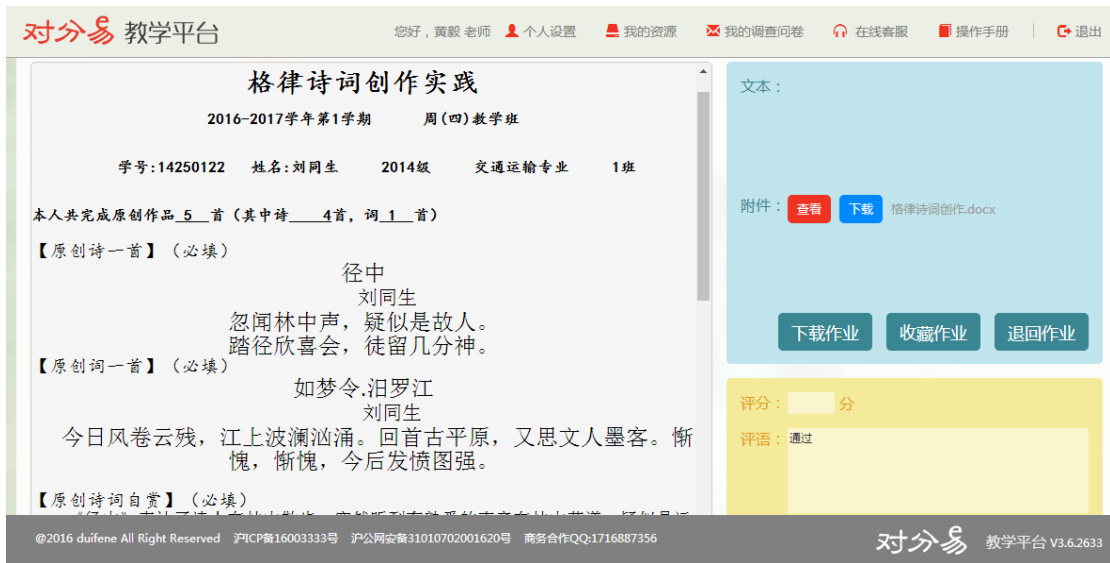 对分易 教学平台
您好，黄毅 老师 个人设置 我的资源 我的调查问卷 在线客服 操作手册 退出
格律诗词创作实践
2016-2017学年第1学期 周(四)教学班
学号:14250122 姓名:刘同生 2014级 交通运输专业 1班
本人共完成原创作品 5 首（其中诗 4首，词 1 首）
【原创诗一首】（必填）
径中
刘同生
忽闻林中声，疑似是故人。
踏径欣喜会，徒留几分神。
【原创词一首】（必填）
如梦令.汨罗江
刘同生
今日风卷云残，江上波澜汹涌。回首古平原，又思文人墨客。惭
愧，惭愧，今后发愤图强。
【原创诗词自赏】（必填）
文本：
附件： 查看 下载 格律诗词创作.docx
下载作业 收藏作业 退回作业
评分： 分
评语： 通过
@2016 duifene All Right Reserved 沪ICP备16003333号 沪公网安备31010702001620号 商务合作QQ:1716887356
对分易 教学平台 V3.6.2633